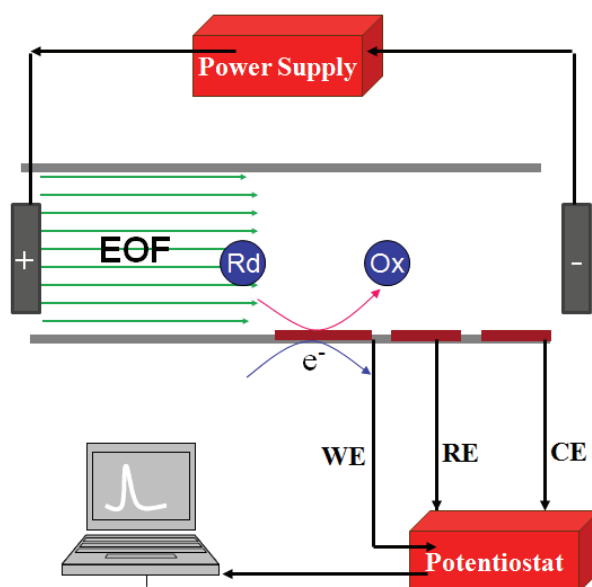 Power Supply
+
EOF
Rd
Ox
-
e-
WE
RE
CE
Potentiostat